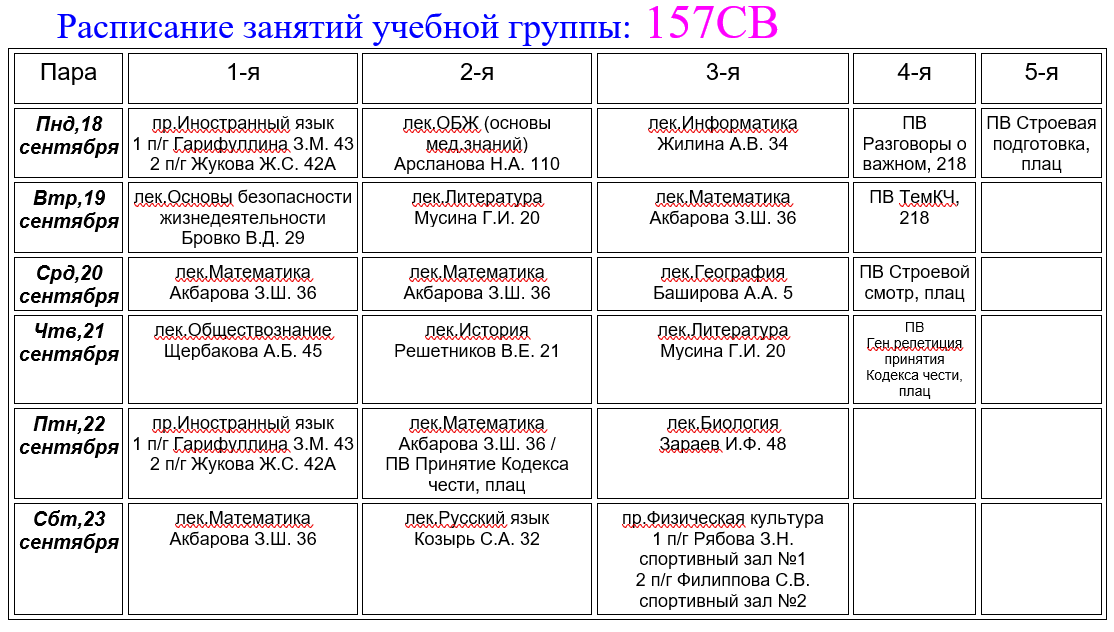 Расписание занятий учебной группы: 157СВ
Пара
1-я
2-я
3-я
4-я
5-я
Пнд,18
сентября
пр.Иностранный язык
1 п/г Гарифуллина З.М. 43
2 п/г Жукова Ж.С. 42А
лек.ОБЖ (основы
мед.знаний)
Арсланова Н.А. 110
лек.Информатика
Жилина А.В. 34
ПВ
Разговоры о
важном, 218
ПВ Строевая
подготовка,
плац
Втр,19
сентября
лек.Основы безопасности
жизнедеятельности
Бровко В.Д. 29
лек.Литература
Мусина Г.И. 20
лек.Математика
Акбарова З.Ш. 36
ПВ ТемКЧ,
218
Срд,20
сентября
лек.Математика
Акбарова З.Ш. 36
лек.Математика
Акбарова З.Ш. 36
лек.География
Баширова А.А. 5
ПВ Строевой
смотр, плац
Чтв,21
сентября
лек.Обществознание
Щербакова А.Б. 45
лек.История
Решетников В.Е. 21
лек.Литература
Мусина Г.И. 20
ПВ
Ген.репетиция
принятия
Кодекса чести,
плац
Птн,22
сентября
пр.Иностранный язык
1 п/г Гарифуллина З.М. 43
2 п/г Жукова Ж.С. 42А
лек.Математика
Акбарова З.Ш. 36 /
ПВ Принятие Кодекса
чести, плац
лек.Биология
Зараев И.Ф. 48
Сбт,23
сентября
лек.Математика
Акбарова З.Ш. 36
лек.Русский язык
Козырь С.А. 32
пр.Физическая культура
1 п/г Рябова З.Н.
спортивный зал №1
2 п/г Филиппова С.В.
спортивный зал №2